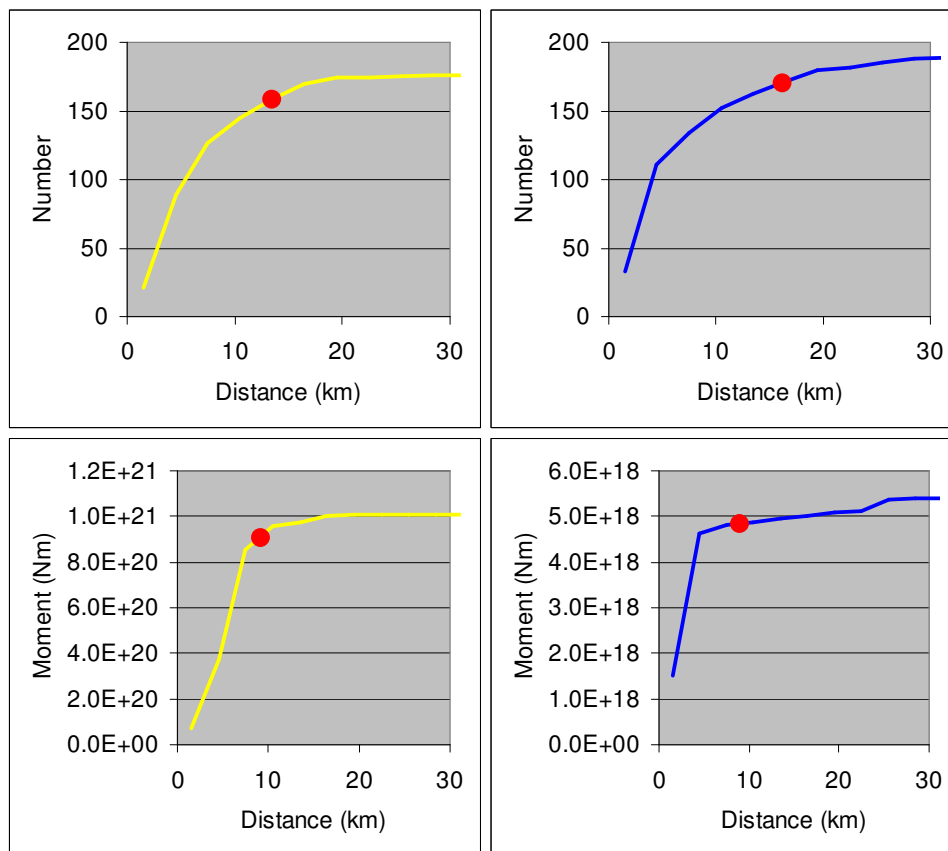 200
150
100
50
0
Number
0 10 20 30
Distance (km)
200
150
100
50
0
Number
0 10 20 30
Distance (km)
1.2E+21
1.0E+21
8.0E+20
6.0E+20
4.0E+20
2.0E+20
0.0E+00
Moment (Nm)
0 10 20 30
Distance (km)
6.0E+18
5.0E+18
4.0E+18
3.0E+18
2.0E+18
1.0E+18
0.0E+00
Moment (Nm)
0 10 20 30
Distance (km)